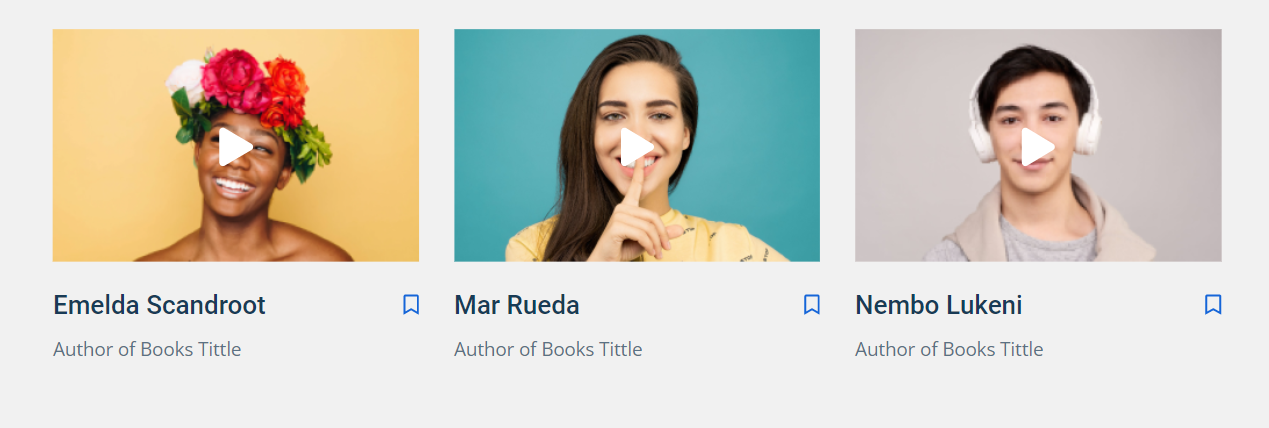 Emelda Scandroot
Author of Books Tittle
Mar Rueda
Author of Books Tittle
Nembo Lukeni
Author of Books Tittle